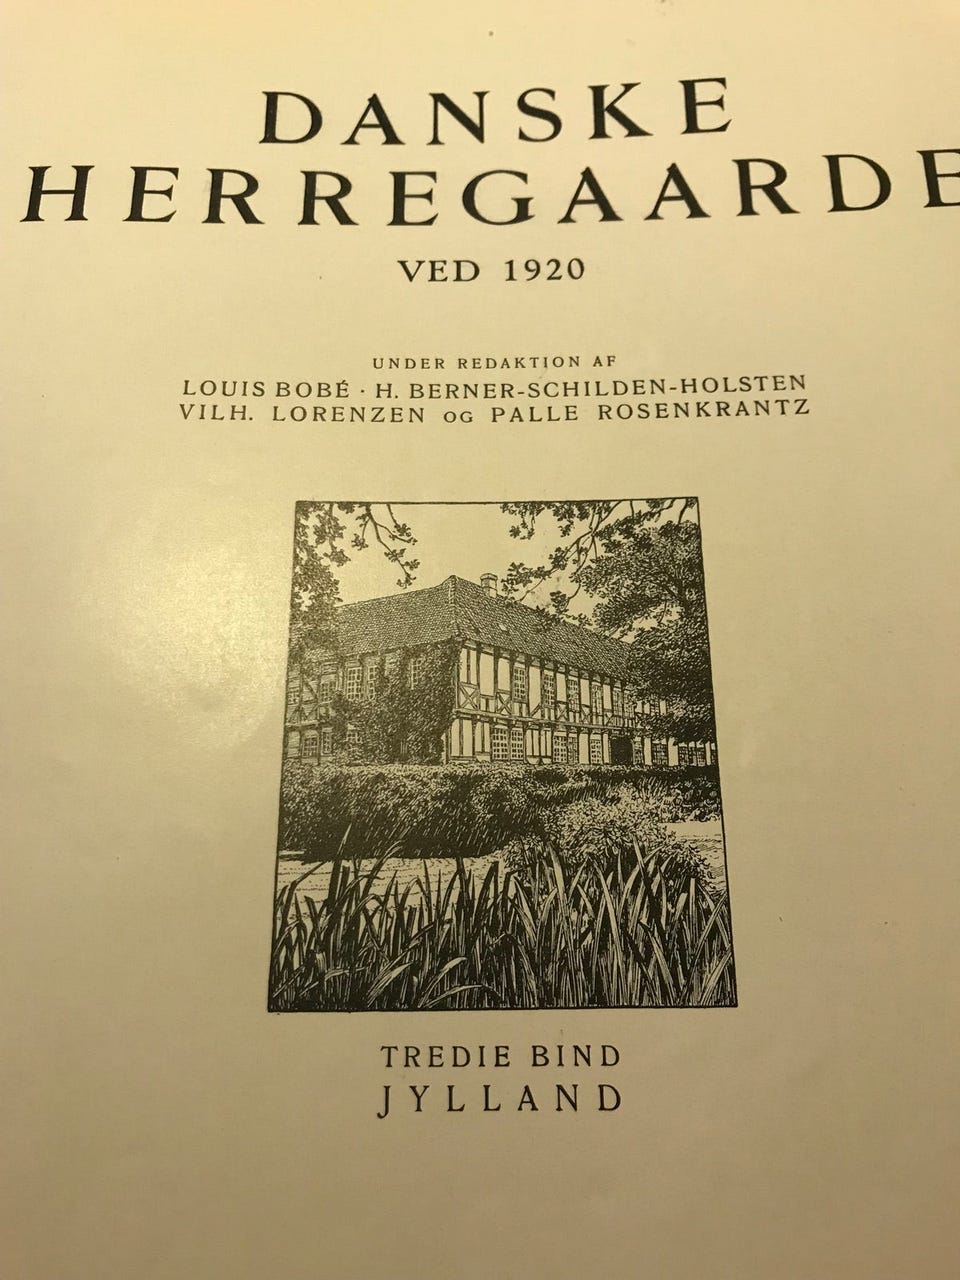 DANSKE
HERREGAARDE
VED 1920
UNDER REDAKTION AF
LOUIS BOBÉ · H. BERNER-SCHILDEN-HOLSTEN
VILH. LORENZEN OG PALLE ROSENKRANTZ
TREDIE BIND
JYLLAND